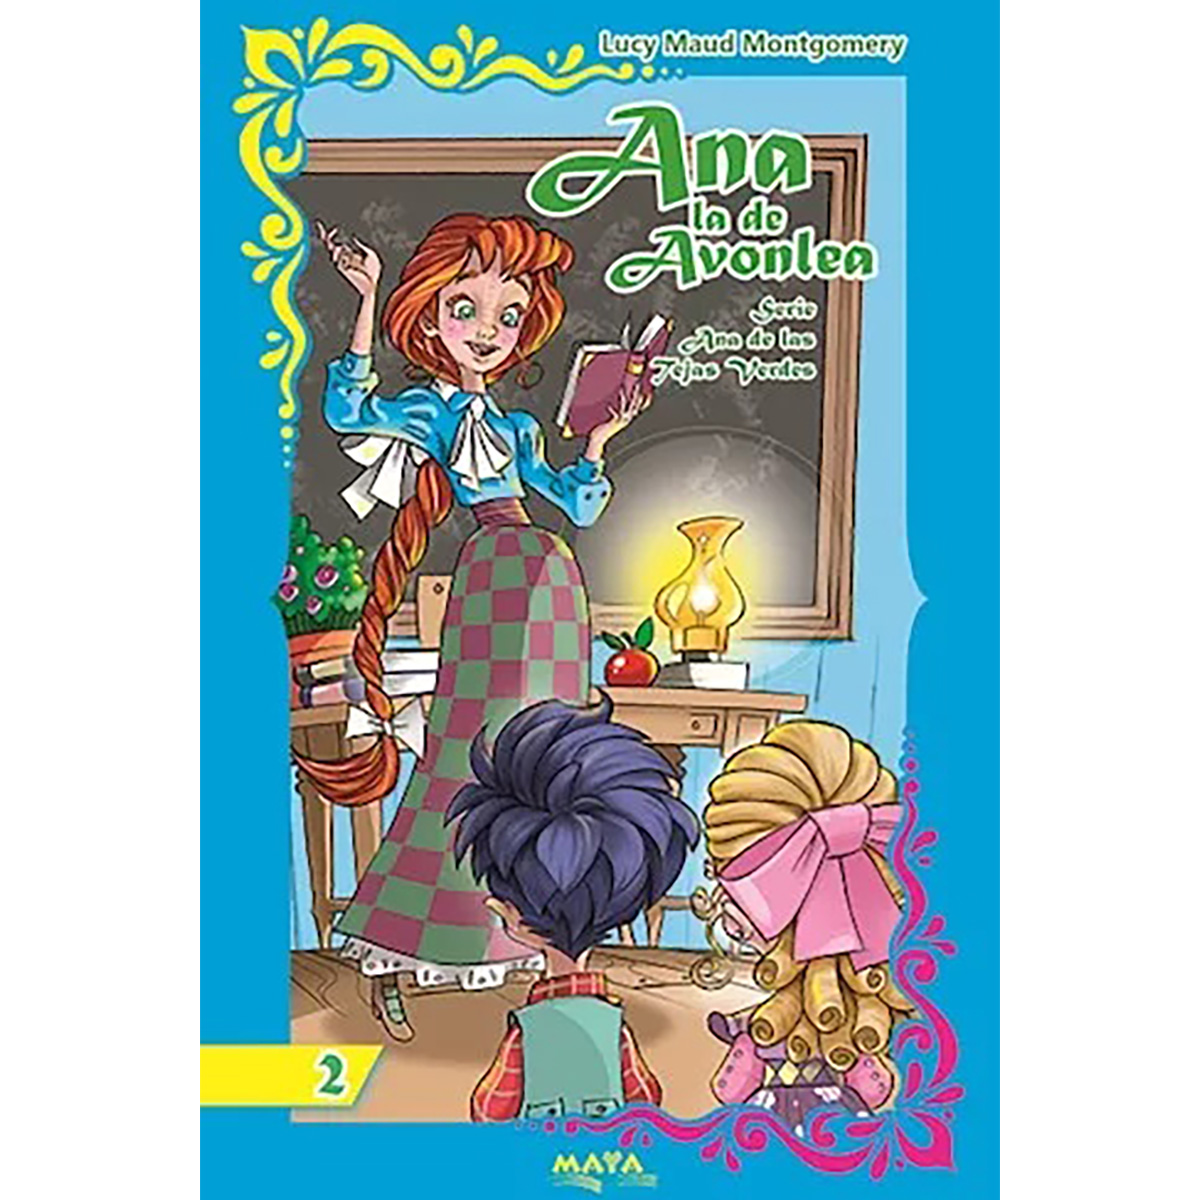 Lucy Maud Montgomery
Ana
la de
Avonlea
Serie
Ana de las
Tejas Verdes
2
MAYA